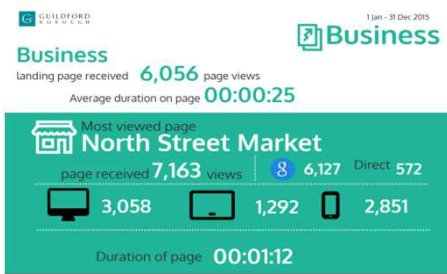 GUILDFORD
BOROUGH
1 Jan - 31 Dec 2015
Business
Business
landing page received 6,056 page views
Average duration on page 00:00:25
Most viewed page
North Street Market
page received 7,163 views
8 6,127 Direct 572
3,058 1,292 2,851
Duration of page 00:01:12